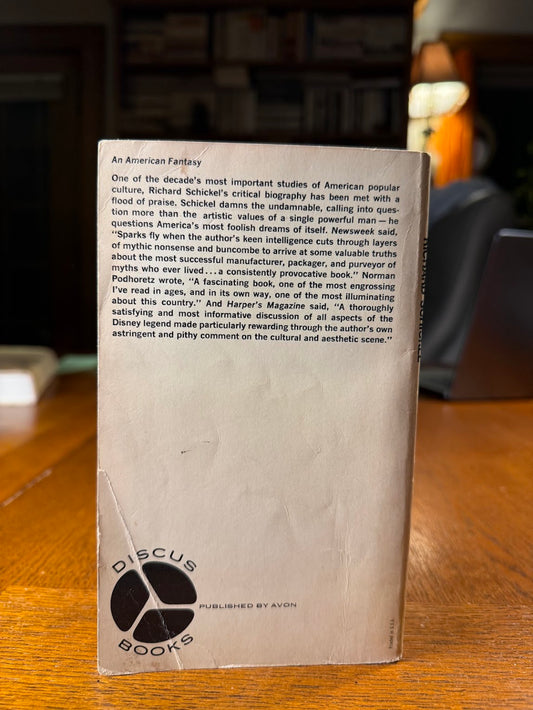 An American Fantasy
One of the decade's most important studies of American popular
culture, Richard Schickel's critical biography has been met with a
flood of praise. Schickel damns the undamnable, calling into ques-
tion more than the artistic values of a single powerful man — he
questions America's most foolish dreams of itself. Newsweek said,
"Sparks fly when the author's keen intelligence cuts through layers
of mythic nonsense and buncombe to arrive at some valuable truths
about the most successful manufacturer, packager, and purveyor of
myths who ever lived...a consistently provocative book." Norman
Podhoretz wrote, "A fascinating book, one of the most engrossing
I've read in ages, and in its own way, one of the most illuminating
about this country." And Harper's Magazine said, "A thoroughly
satisfying and most informative discussion of all aspects of the
Disney legend made particularly rewarding through the author's own
astringent and pithy comment on the cultural and aesthetic scene."
DISCUS
BOOKS
PUBLISHED BY AVON
Printed in U.S.A.